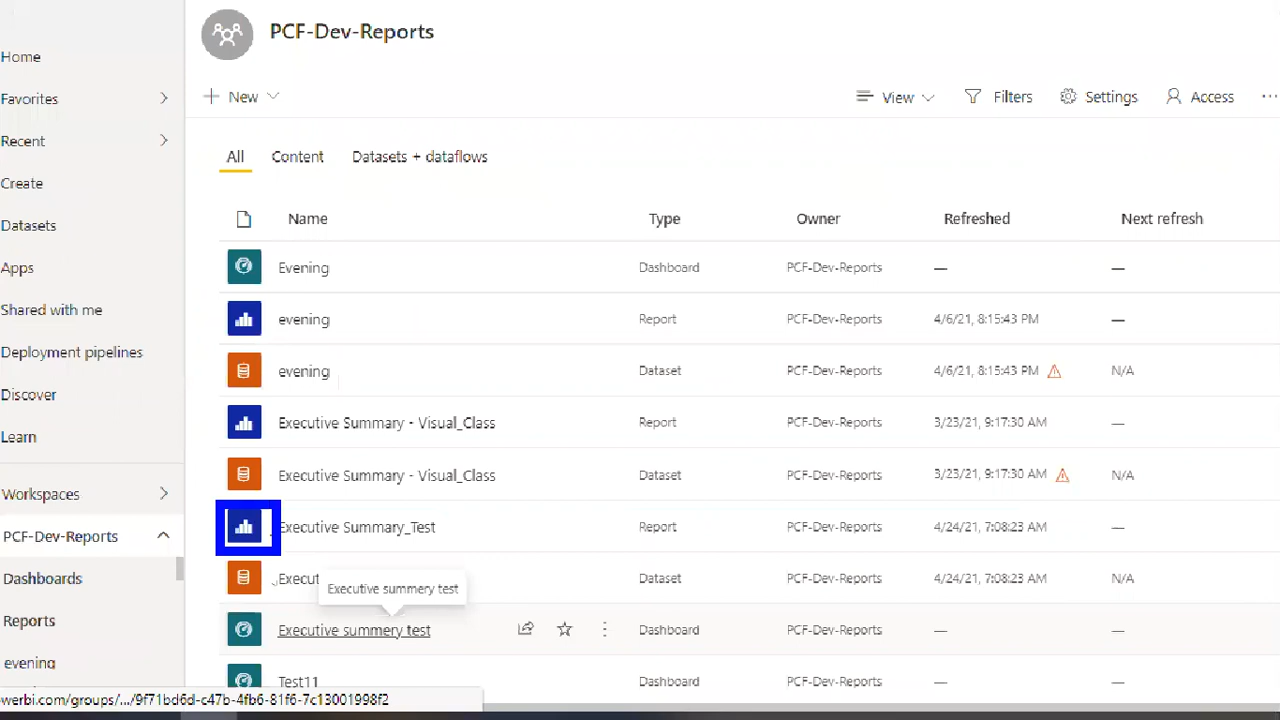 PCF-Dev-Reports
Home
Favorites
Recent
Create
Datasets
Apps
Shared with me
Deployment pipelines
Discover
Learn
Workspaces
PCF-Dev-Reports
Dashboards
Reports
evening
New View Filters Settings Access
All Content Datasets + dataflows
Name Type Owner Refreshed Next refresh
Evening Dashboard PCF-Dev-Reports — —
evening Report PCF-Dev-Reports 4/6/21, 8:15:43 PM —
evening Dataset PCF-Dev-Reports 4/6/21, 8:15:43 PM N/A
Executive Summary - Visual_Class Report PCF-Dev-Reports 3/23/21, 9:17:30 AM —
Executive Summary - Visual_Class Dataset PCF-Dev-Reports 3/23/21, 9:17:30 AM N/A
Executive Summary_Test Report PCF-Dev-Reports 4/24/21, 7:08:23 AM —
Execut Dataset PCF-Dev-Reports 4/24/21, 7:08:23 AM N/A
Executive summery test
Executive summery test Dashboard PCF-Dev-Reports — —
Test11 Dashboard PCF-Dev-Reports — —
werbi.com/groups/.../9f71bd6d-c47b-4fb6-81f6-7c13001998f2